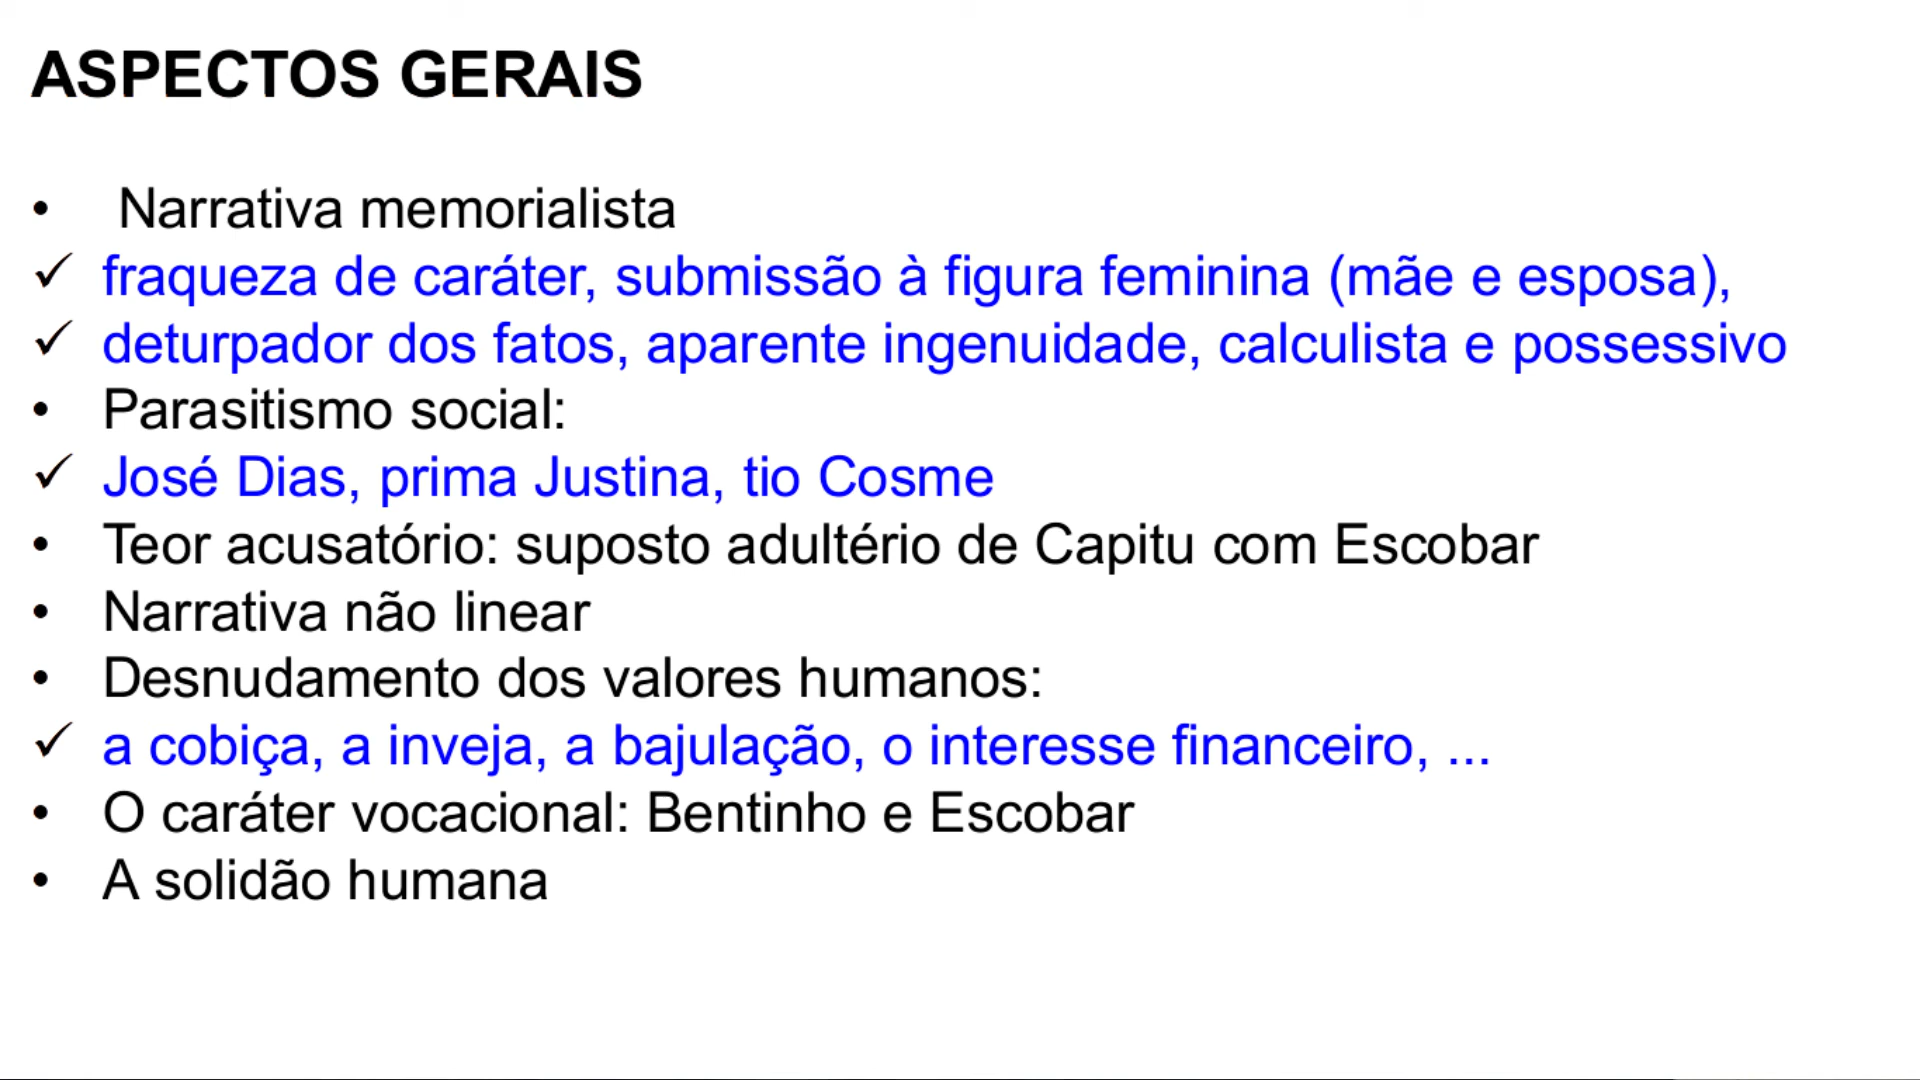 ASPECTOS GERAIS
• Narrativa memorialista
✓ fraqueza de caráter, submissão à figura feminina (mãe e esposa),
✓ deturpador dos fatos, aparente ingenuidade, calculista e possessivo
• Parasitismo social:
✓ José Dias, prima Justina, tio Cosme
• Teor acusatório: suposto adultério de Capitu com Escobar
• Narrativa não linear
• Desnudamento dos valores humanos:
✓ a cobiça, a inveja, a bajulação, o interesse financeiro, ...
• O caráter vocacional: Bentinho e Escobar
• A solidão humana